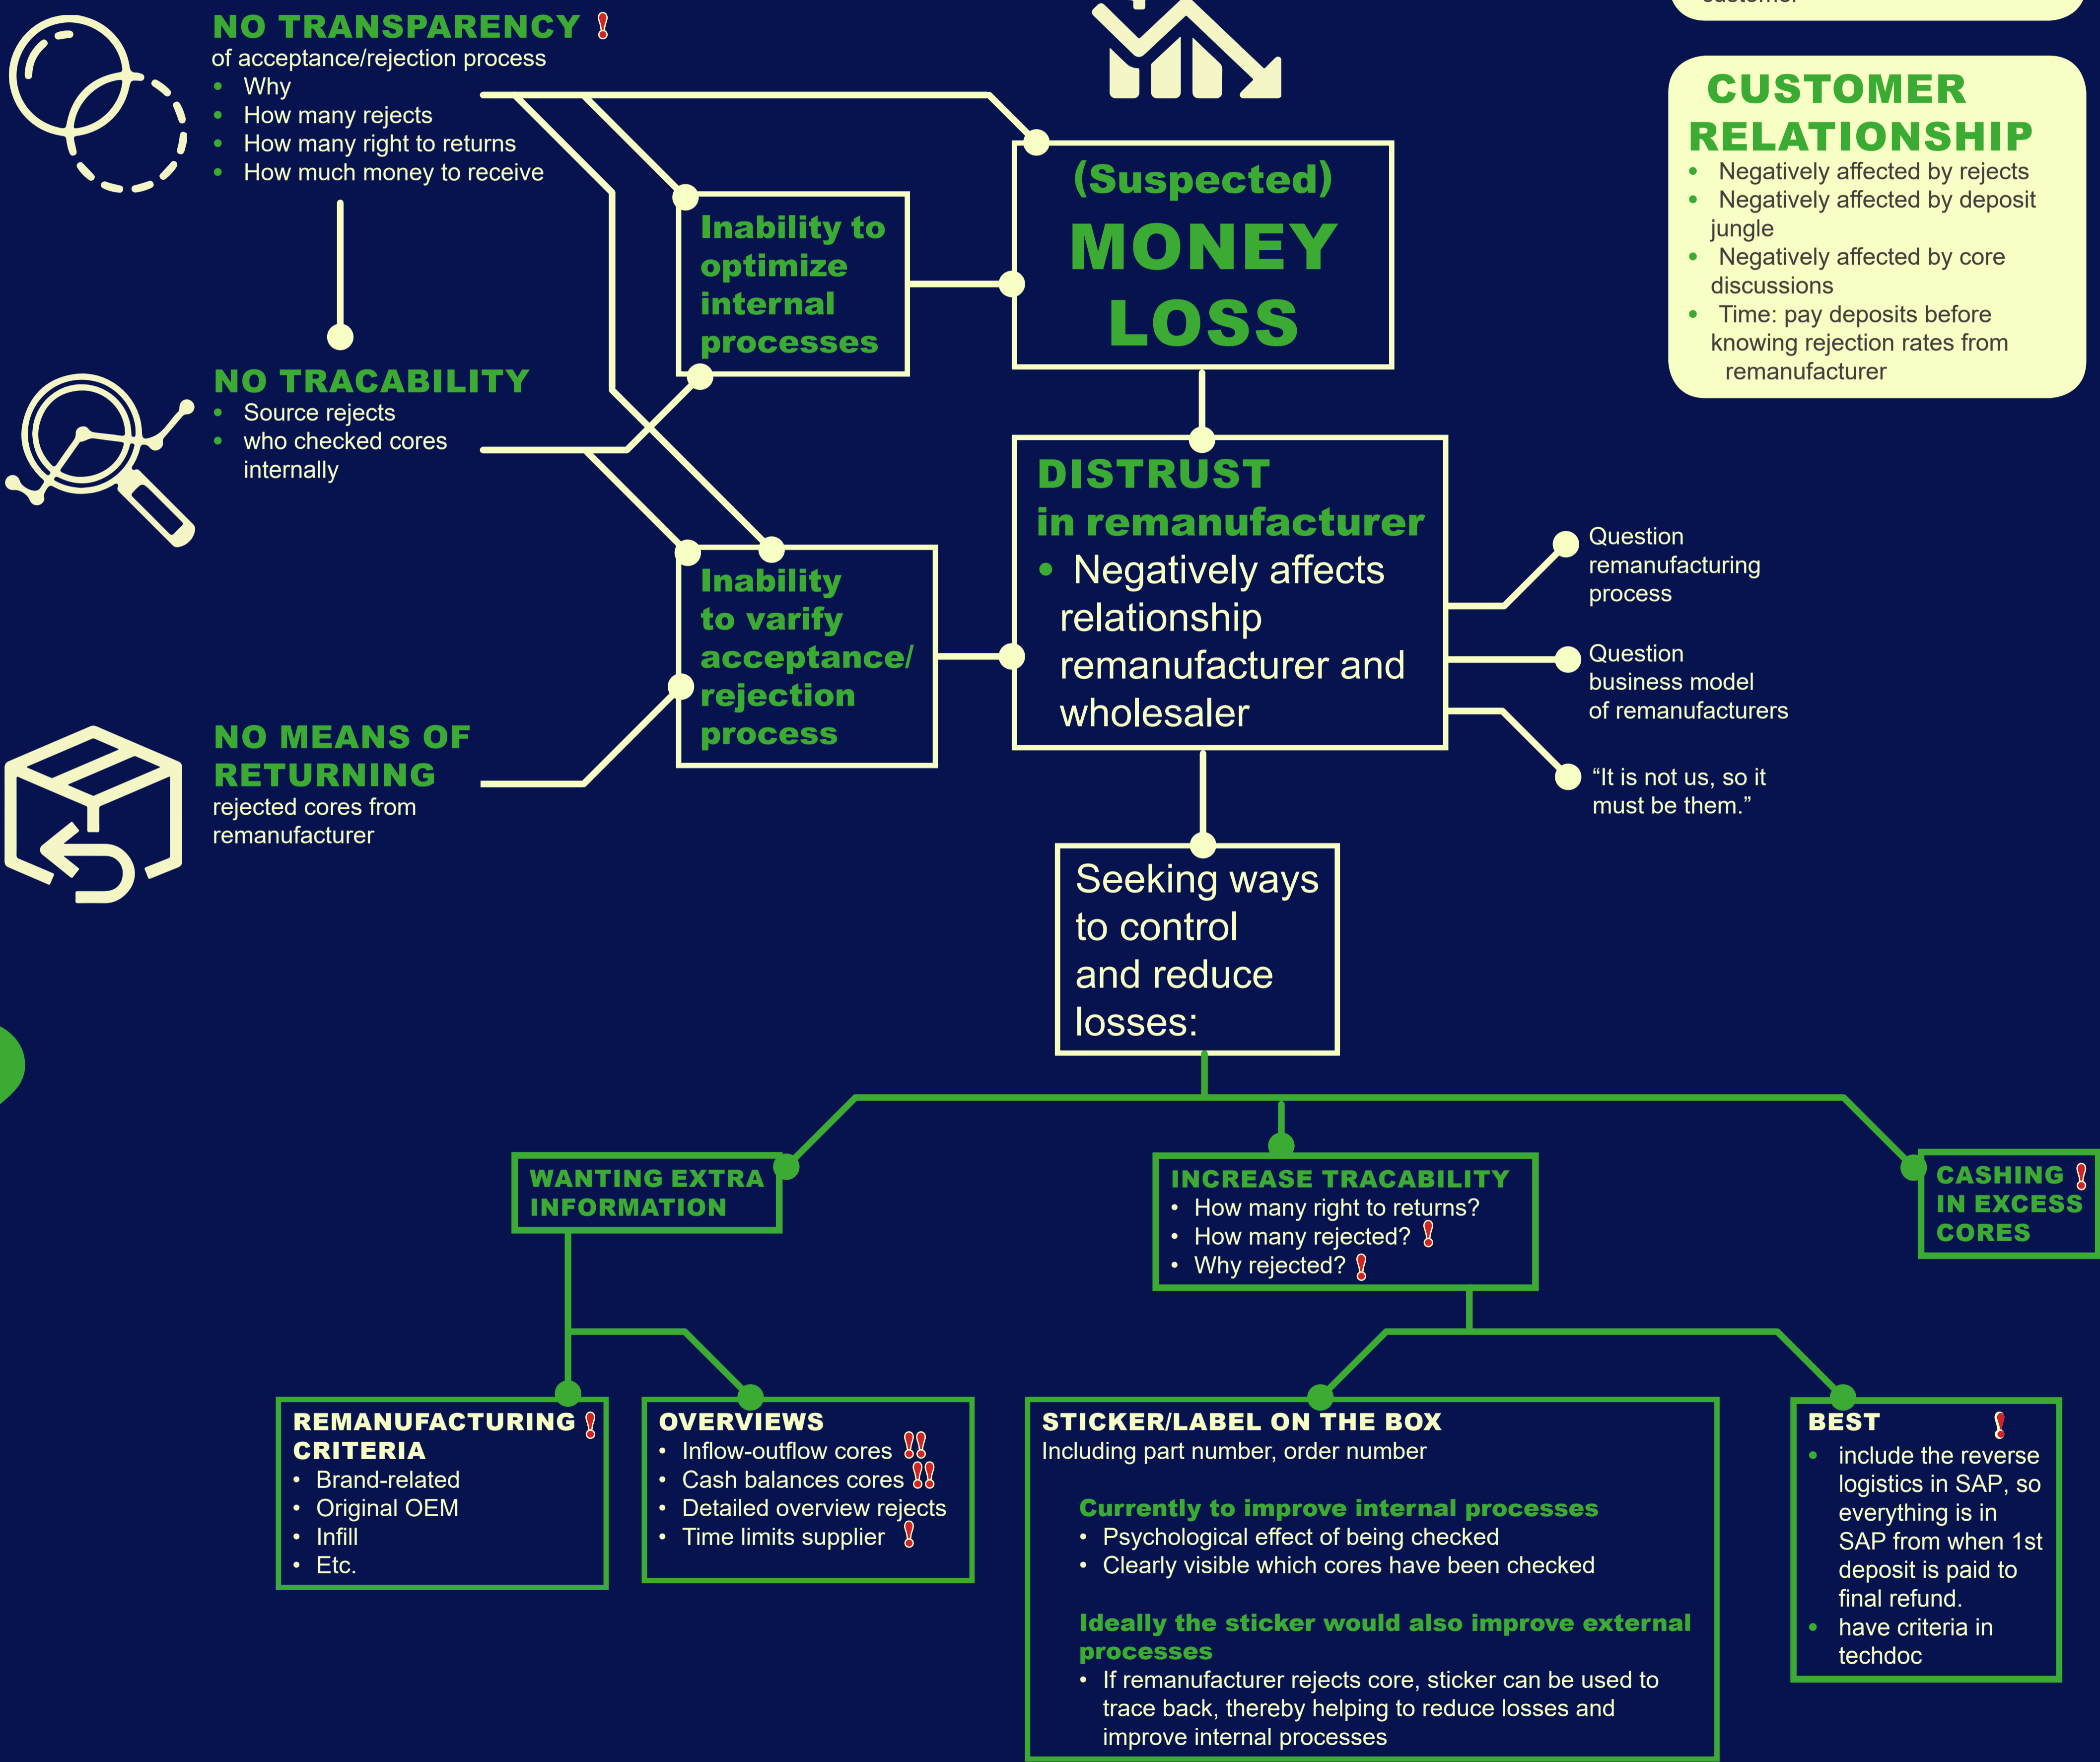 NO TRANSPARENCY
of acceptance/rejection process
• Why
• How many rejects
• How many right to returns
• How much money to receive
NO TRACABILITY
• Source rejects
• who checked cores
internally
NO MEANS OF
RETURNING
rejected cores from
remanufacturer
Inability to
optimize
internal
processes
Inability
to varify
acceptance/
rejection
process
(Suspected)
MONEY
LOSS
DISTRUST
in remanufacturer
• Negatively affects
relationship
remanufacturer and
wholesaler
Question
remanufacturing
process
Question
business model
of remanufacturers
“It is not us, so it
must be them.”
CUSTOMER
RELATIONSHIP
• Negatively affected by rejects
• Negatively affected by deposit
jungle
• Negatively affected by core
discussions
• Time: pay deposits before
knowing rejection rates from
remanufacturer
Seeking ways
to control
and reduce
losses:
WANTING EXTRA
INFORMATION
INCREASE TRACABILITY
• How many right to returns?
• How many rejected?
• Why rejected?
CASHING
IN EXCESS
CORES
REMANUFACTURING
CRITERIA
• Brand-related
• Original OEM
• Infill
• Etc.
OVERVIEWS
• Inflow-outflow cores
• Cash balances cores
• Detailed overview rejects
• Time limits supplier
STICKER/LABEL ON THE BOX
Including part number, order number
Currently to improve internal processes
• Psychological effect of being checked
• Clearly visible which cores have been checked
Ideally the sticker would also improve external
processes
• If remanufacturer rejects core, sticker can be used to
trace back, thereby helping to reduce losses and
improve internal processes
BEST
• include the reverse
logistics in SAP, so
everything is in
SAP from when 1st
deposit is paid to
final refund.
• have criteria in
techdoc